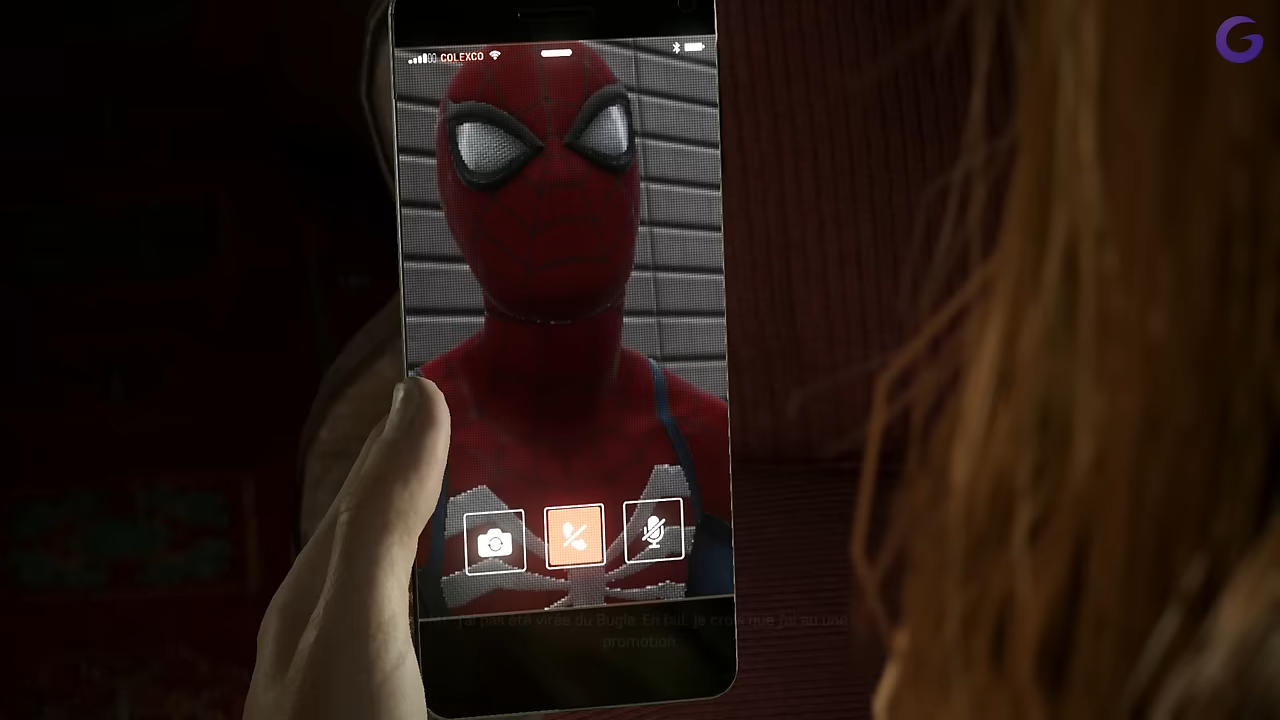 COLEXCO
j'ai pas été virée du Bugle. En fait, je crois que j'ai eu une
promotion.